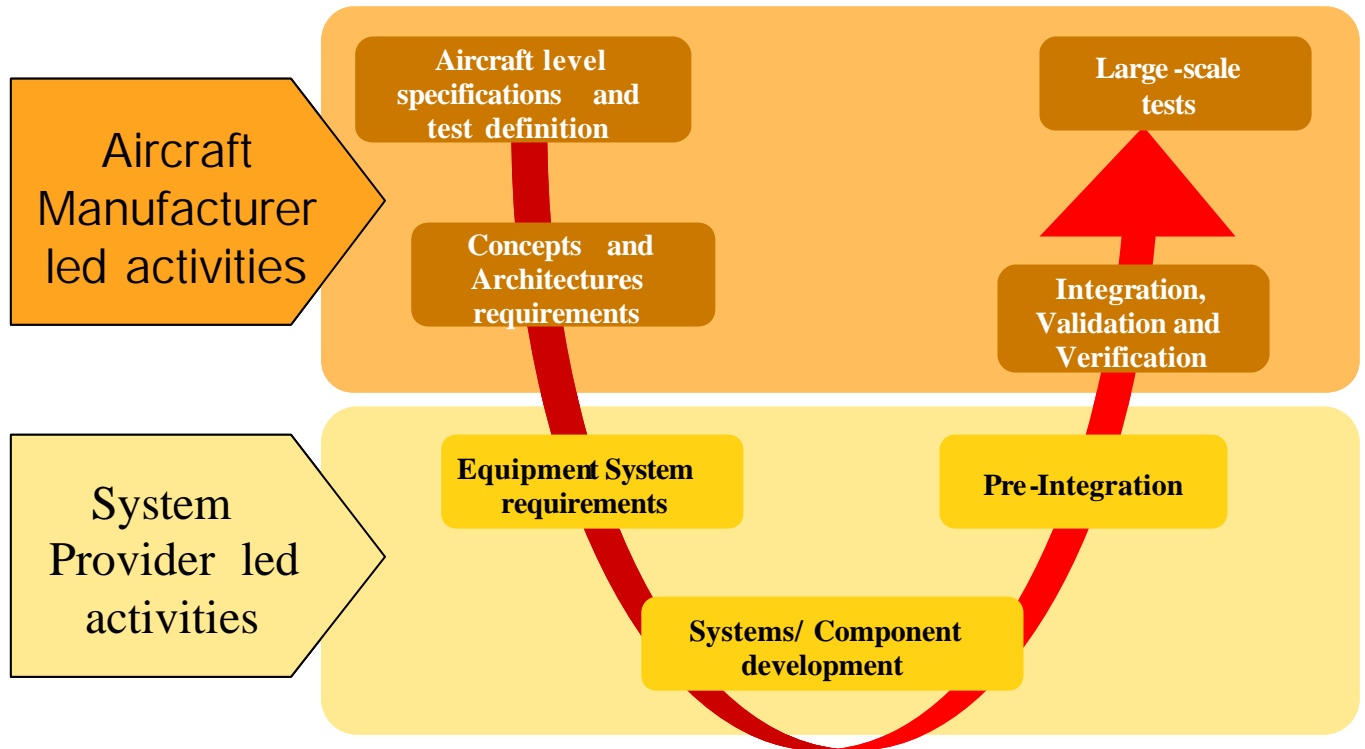 Aircraft
Manufacturer
led activities
Aircraft level
specifications and
test definition
Large-scale
tests
Concepts and
Architectures
requirements
Integration,
Validation and
Verification
System
Provider led
activities
Equipment System
requirements
Pre-Integration
Systems/ Component
development